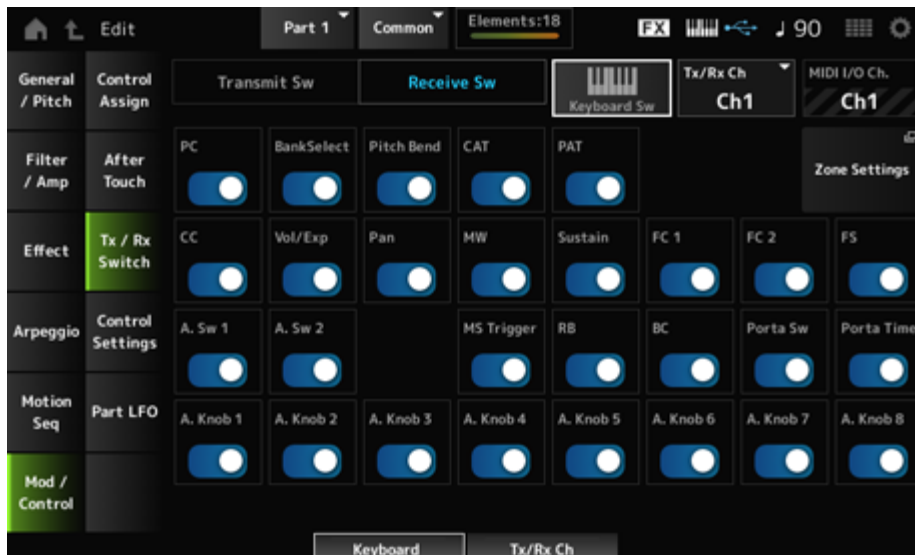 Edit
Part 1
Common
Elements:18
FX
♩ 90
General / Pitch
Control Assign
Transmit Sw
Receive Sw
Keyboard Sw
Tx/Rx Ch
Ch1
MIDI I/O Ch.
Ch1
Filter / Amp
After Touch
PC
BankSelect
Pitch Bend
CAT
PAT
Zone Settings
Effect
Tx / Rx Switch
CC
Vol/Exp
Pan
MW
Sustain
FC 1
FC 2
FS
Arpeggio
Control Settings
A. Sw 1
A. Sw 2
MS Trigger
RB
BC
Porta Sw
Porta Time
Motion Seq
Part LFO
A. Knob 1
A. Knob 2
A. Knob 3
A. Knob 4
A. Knob 5
A. Knob 6
A. Knob 7
A. Knob 8
Mod / Control
Keyboard
Tx/Rx Ch